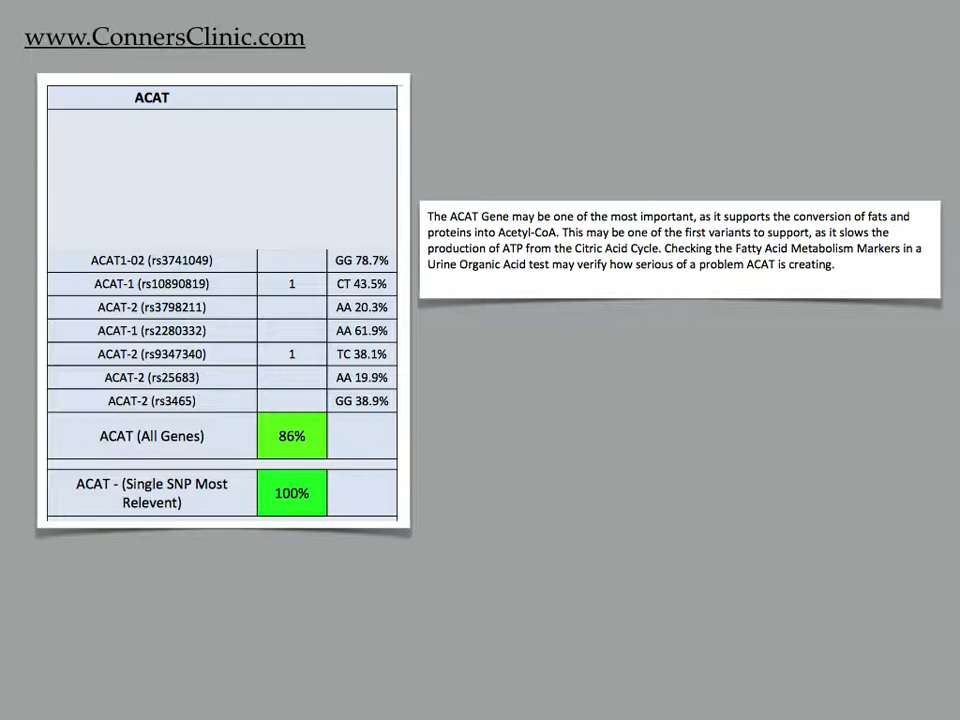 www.ConnersClinic.com
ACAT
ACAT1-02 (rs3741049) GG 78.7%
ACAT-1 (rs10890819) 1 CT 43.5%
ACAT-2 (rs3798211) AA 20.3%
ACAT-1 (rs2280332) AA 61.9%
ACAT-2 (rs9347340) 1 TC 38.1%
ACAT-2 (rs25683) AA 19.9%
ACAT-2 (rs3465) GG 38.9%
ACAT (All Genes) 86%
ACAT - (Single SNP Most
Relevent) 100%
The ACAT Gene may be one of the most important, as it supports the conversion of fats and
proteins into Acetyl-CoA. This may be one of the first variants to support, as it slows the
production of ATP from the Citric Acid Cycle. Checking the Fatty Acid Metabolism Markers in a
Urine Organic Acid test may verify how serious of a problem ACAT is creating.